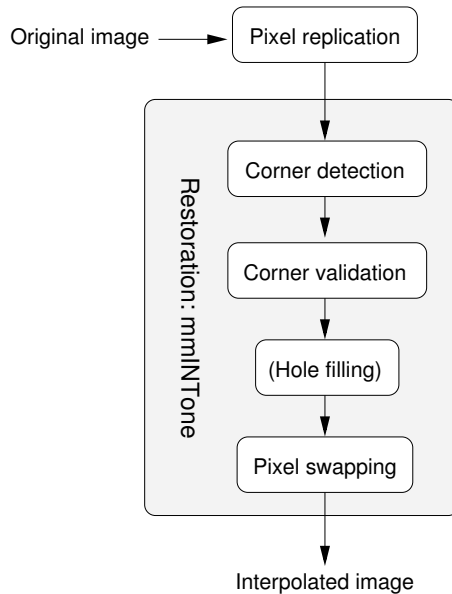 Original image
Pixel replication
Restoration: mmINTone
Corner detection
Corner validation
(Hole filling)
Pixel swapping
Interpolated image